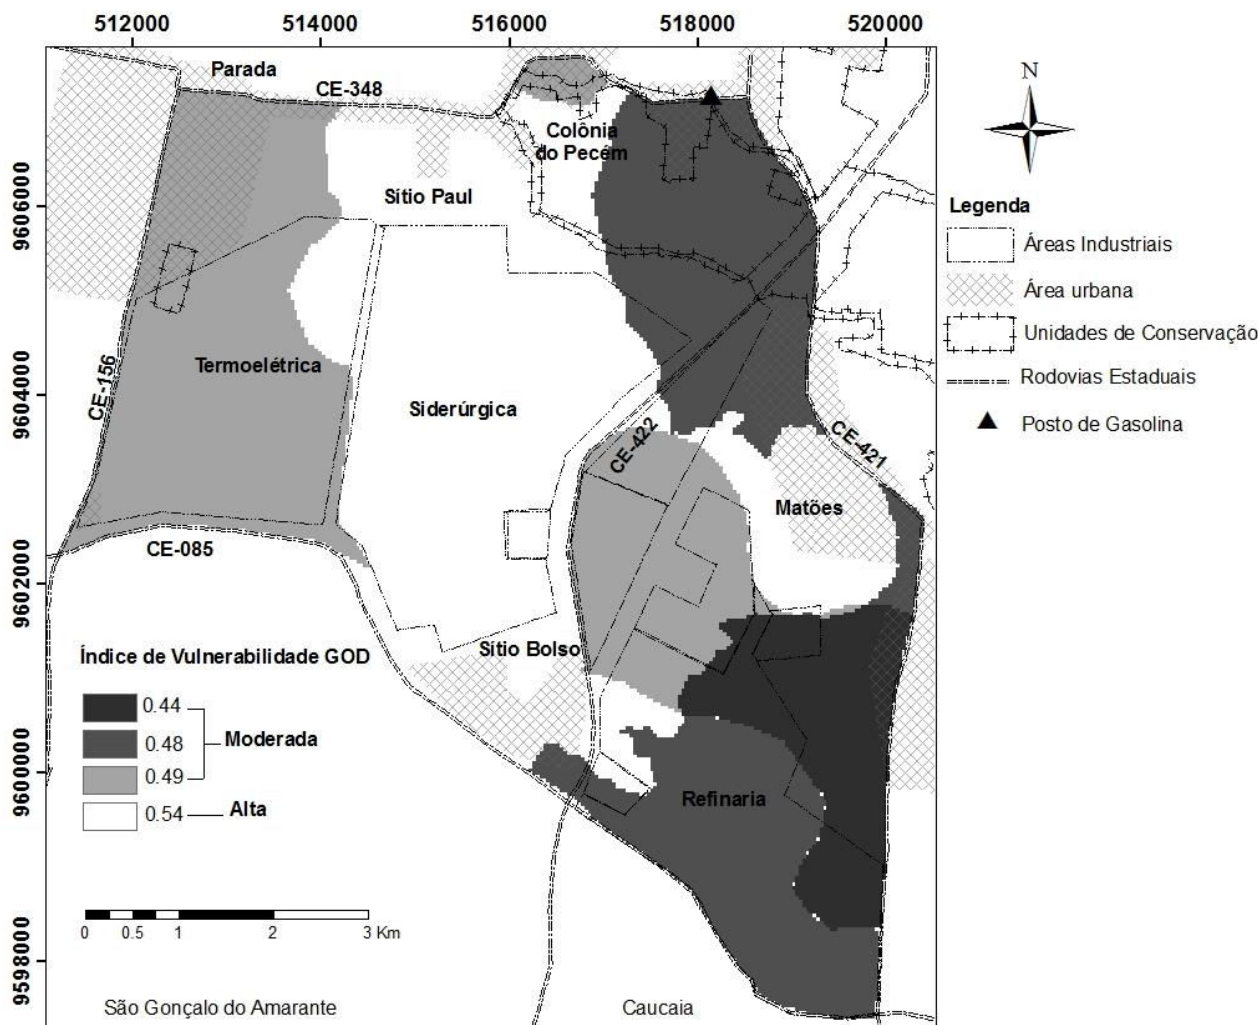 512000 514000 516000 518000 520000
Parada
CE-348
Colônia
do Pecém
Sítio Paul
9606000
Termoelétrica
CE-156
Siderúrgica
9604000
CE-422
CE-421
Matões
CE-085
9602000
Sítio Bolso
Índice de Vulnerabilidade GOD
0.44
0.48
Moderada
0.49
0.54
Alta
9600000
Refinaria
0 0.5 1 2 3 Km
9598000
São Gonçalo do Amarante
Caucaia
N
Legenda
Áreas Industriais
Área urbana
Unidades de Conservação
Rodovias Estaduais
Posto de Gasolina